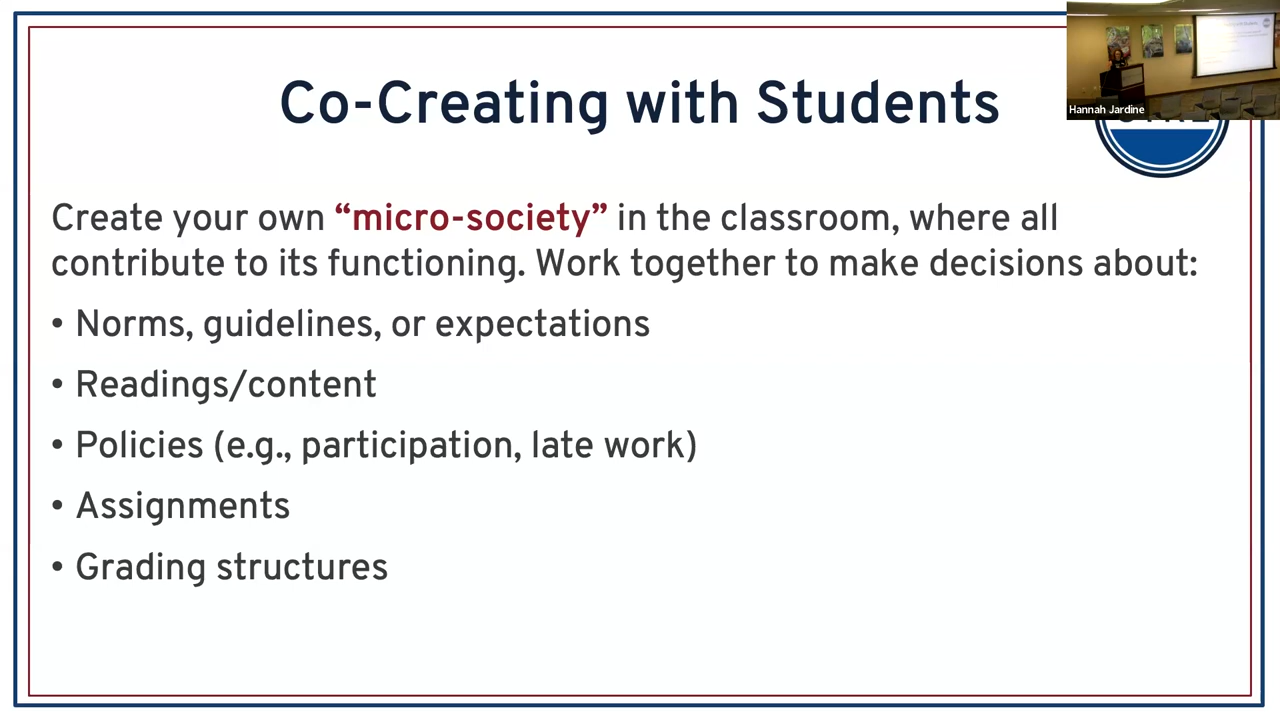 Co-Creating with Students
Hannah Jardine
Create your own “micro-society” in the classroom, where all
contribute to its functioning. Work together to make decisions about:
• Norms, guidelines, or expectations
• Readings/content
• Policies (e.g., participation, late work)
• Assignments
• Grading structures